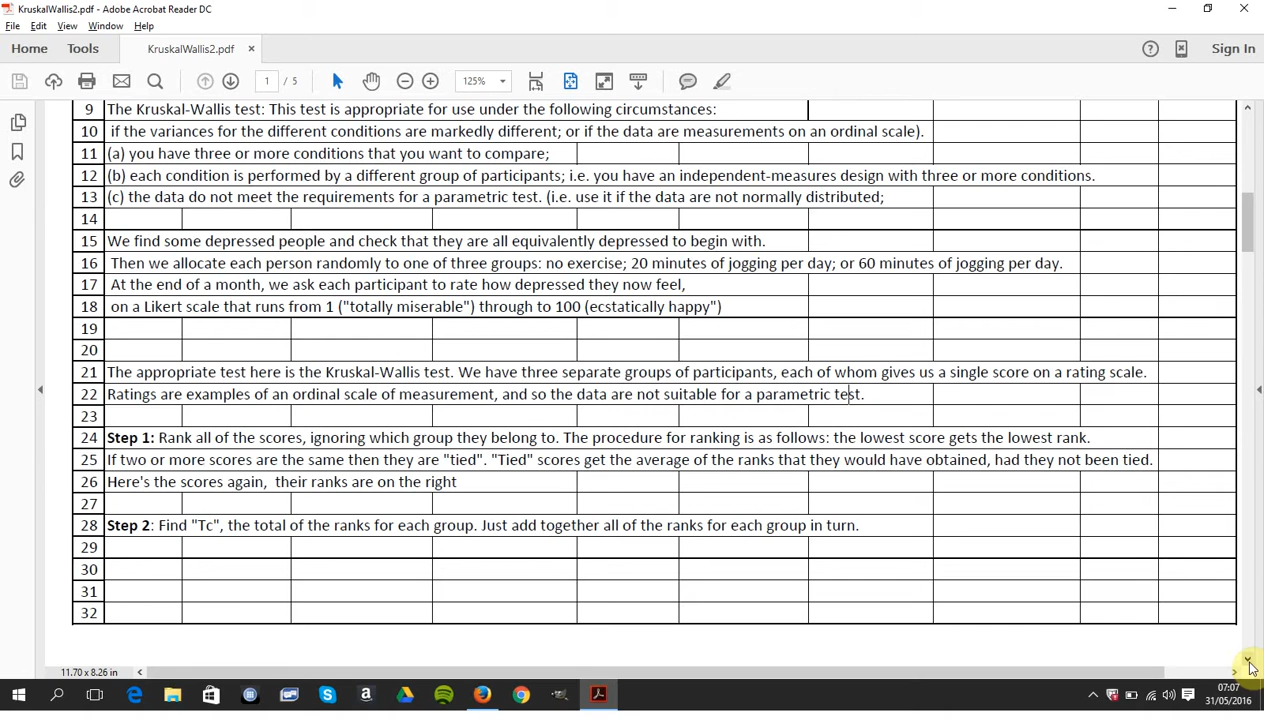 KruskalWallis2.pdf - Adobe Acrobat Reader DC
File Edit View Window Help
Home Tools KruskalWallis2.pdf × Sign In
1 / 5 125%
9 The Kruskal-Wallis test: This test is appropriate for use under the following circumstances:
10 if the variances for the different conditions are markedly different; or if the data are measurements on an ordinal scale).
11 (a) you have three or more conditions that you want to compare;
12 (b) each condition is performed by a different group of participants; i.e. you have an independent-measures design with three or more conditions.
13 (c) the data do not meet the requirements for a parametric test. (i.e. use it if the data are not normally distributed;
14
15 We find some depressed people and check that they are all equivalently depressed to begin with.
16 Then we allocate each person randomly to one of three groups: no exercise; 20 minutes of jogging per day; or 60 minutes of jogging per day.
17 At the end of a month, we ask each participant to rate how depressed they now feel,
18 on a Likert scale that runs from 1 ("totally miserable") through to 100 (ecstatically happy")
19
20
21 The appropriate test here is the Kruskal-Wallis test. We have three separate groups of participants, each of whom gives us a single score on a rating scale.
22 Ratings are examples of an ordinal scale of measurement, and so the data are not suitable for a parametric test.
23
24 Step 1: Rank all of the scores, ignoring which group they belong to. The procedure for ranking is as follows: the lowest score gets the lowest rank.
25 If two or more scores are the same then they are "tied". "Tied" scores get the average of the ranks that they would have obtained, had they not been tied.
26 Here's the scores again, their ranks are on the right
27
28 Step 2: Find "Tc", the total of the ranks for each group. Just add together all of the ranks for each group in turn.
29
30
31
32
11.70 x 8.26 in
07:07
31/05/2016